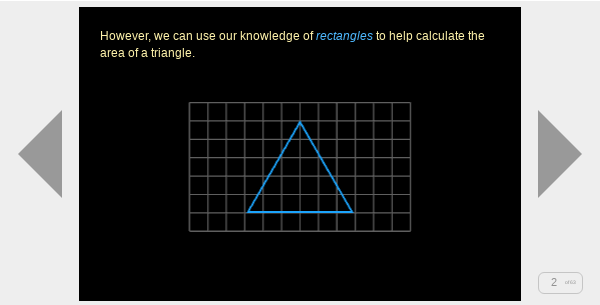 However, we can use our knowledge of rectangles to help calculate the
area of a triangle.
2